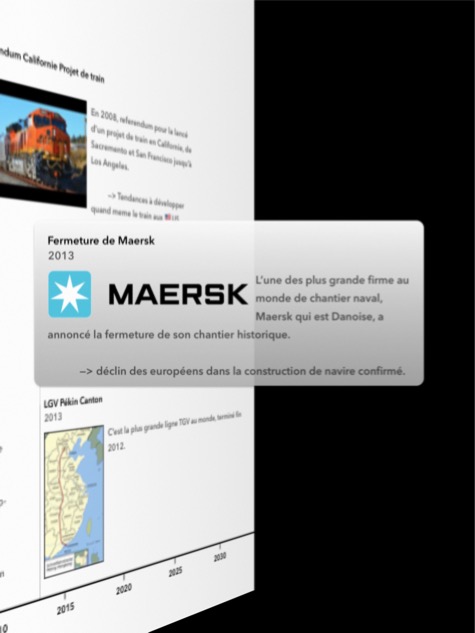 ndum Californie Projet de train
En 2008, referendum pour la lancé
d'un projet de train en Californie, de
Sacremento et San Francisco jusqu'à
Los Angeles.
--> Tendances à développer
quand meme le train aux 🇺🇸 US
Fermeture de Maersk
2013
MAERSK
L'une des plus grande firme au
monde de chantier naval,
Maersk qui est Danoise, a
annoncé la fermeture de son chantier historique.
--> déclin des européens dans la construction de navire confirmé.
LGV Pékin Canton
2013
C'est la plus grande ligne TGV au monde, terminé fin
2012.
2015
2020
2025
2030